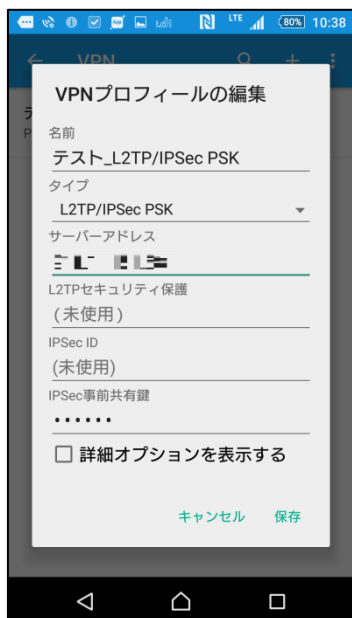 LTE 80% 10:38
VPN
VPNプロフィールの編集
名前
テスト_L2TP/IPSec PSK
タイプ
L2TP/IPSec PSK
サーバーアドレス
L2TPセキュリティ保護
(未使用)
IPSec ID
(未使用)
IPSec事前共有鍵
••••••
詳細オプションを表示する
キャンセル 保存